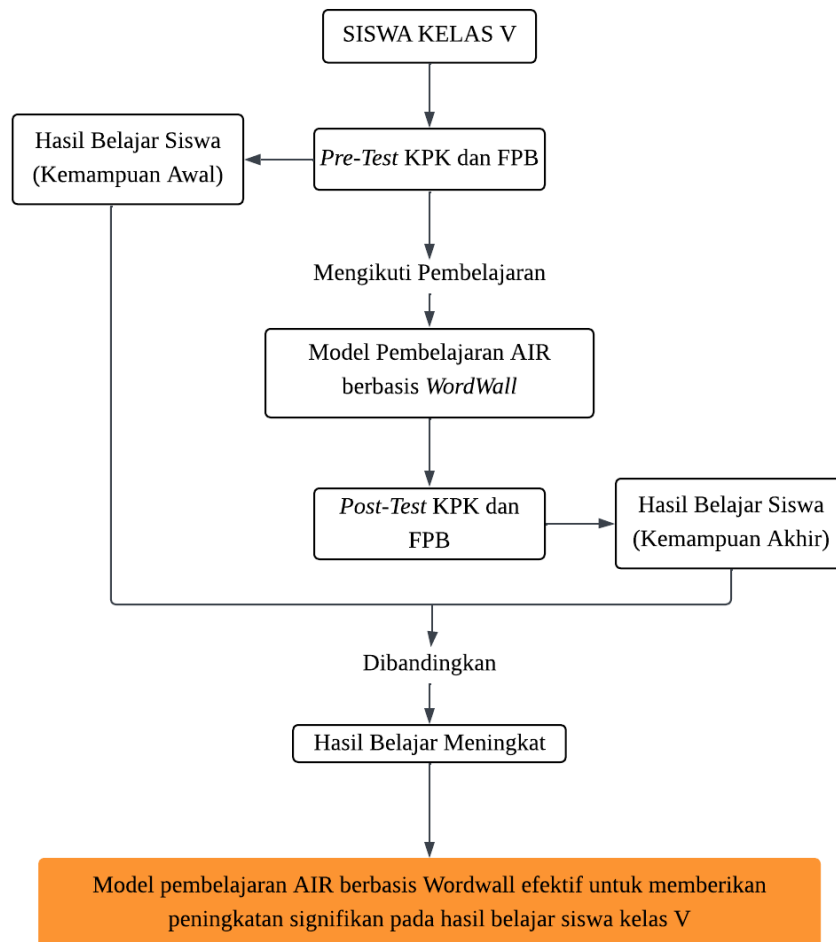 SISWA KELAS V
Hasil Belajar Siswa
(Kemampuan Awal)
Pre-Test KPK dan FPB
Mengikuti Pembelajaran
Model Pembelajaran AIR
berbasis WordWall
Post-Test KPK dan
FPB
Hasil Belajar Siswa
(Kemampuan Akhir)
Dibandingkan
Hasil Belajar Meningkat
Model pembelajaran AIR berbasis Wordwall efektif untuk memberikan
peningkatan signifikan pada hasil belajar siswa kelas V